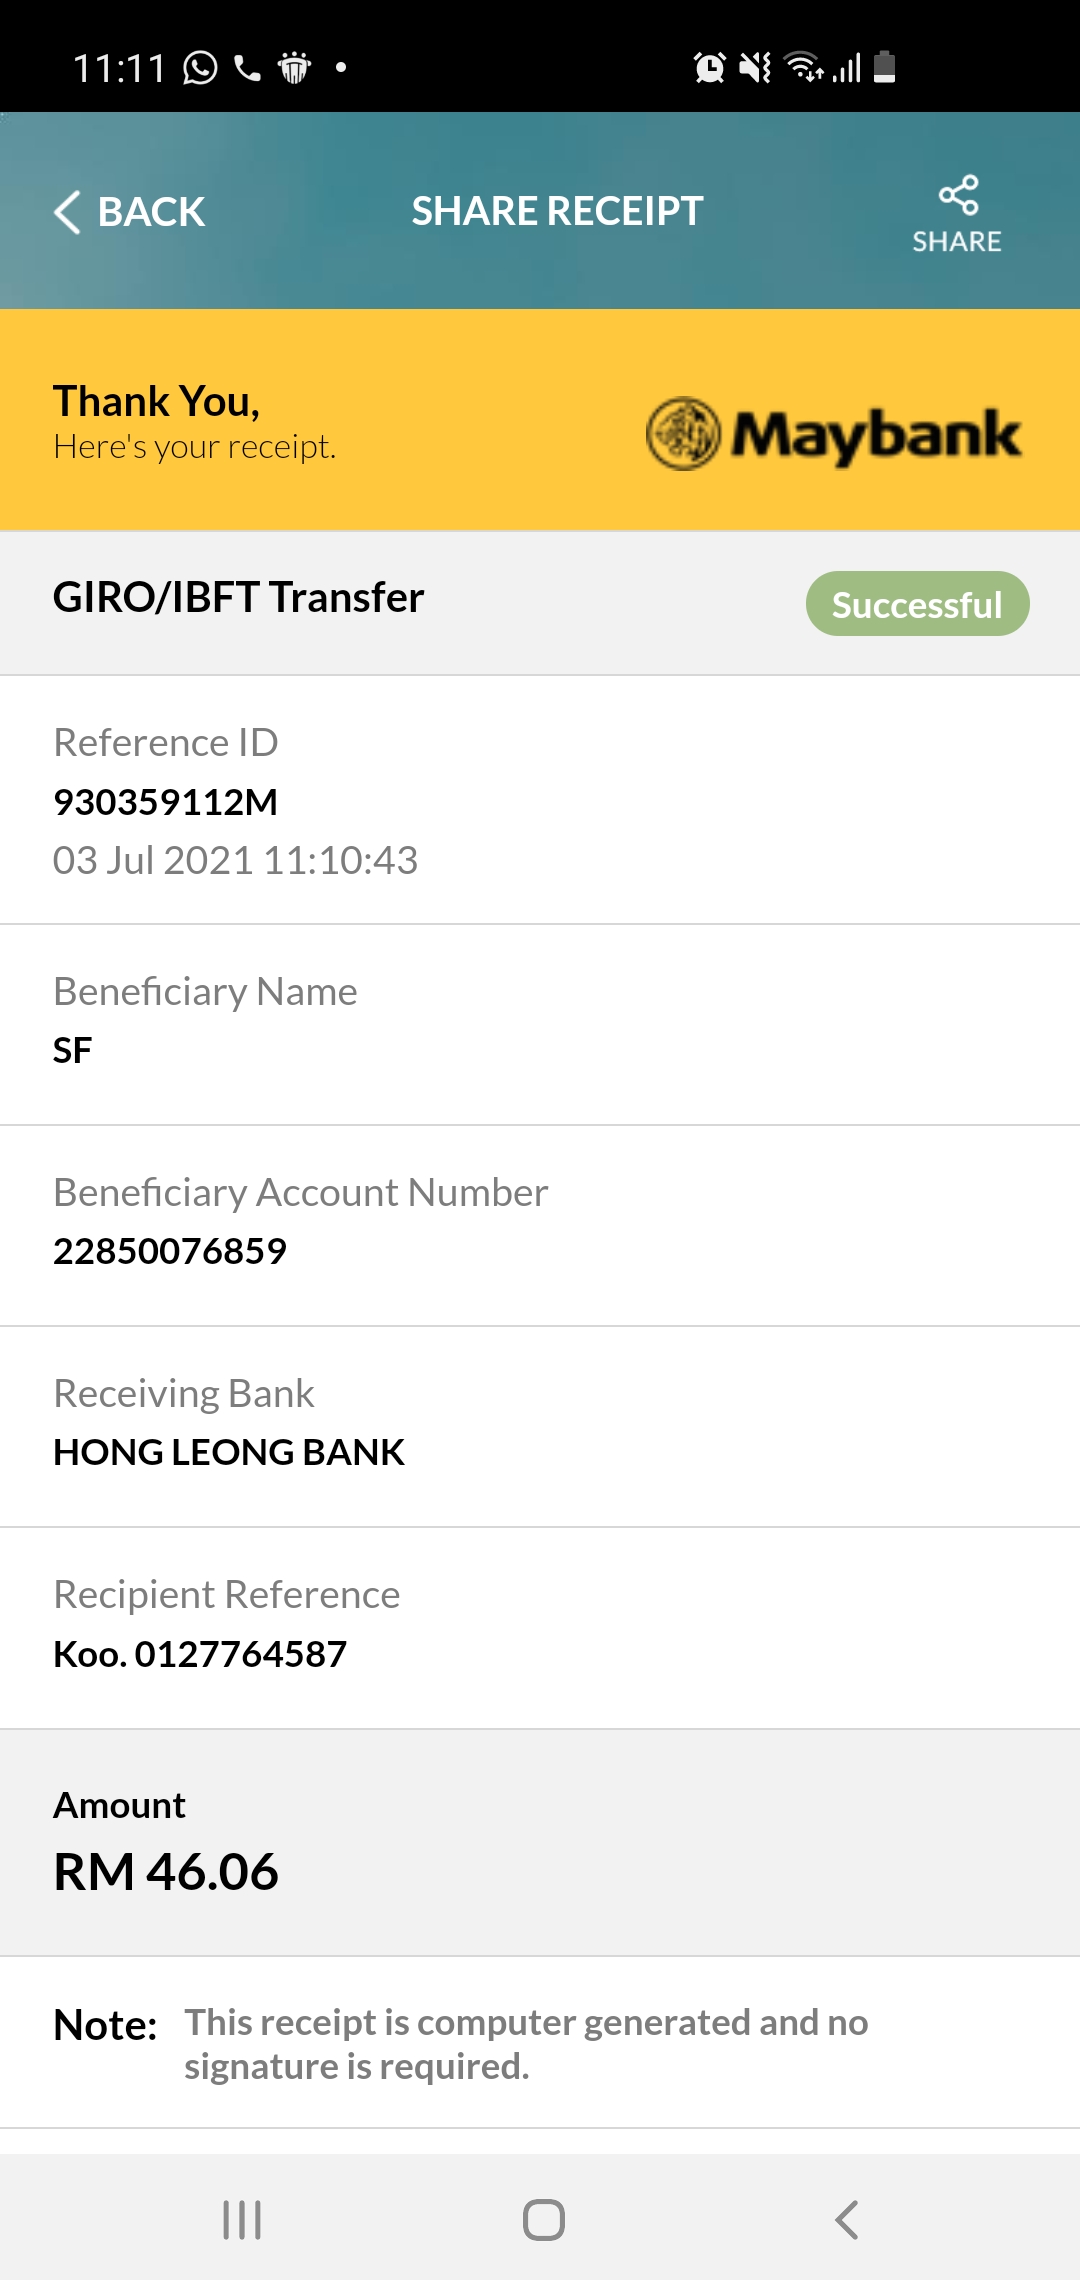 11:11
BACK
SHARE RECEIPT
SHARE
Thank You,
Here's your receipt.
Maybank
GIRO/IBFT Transfer
Successful
Reference ID
930359112M
03 Jul 2021 11:10:43
Beneficiary Name
SF
Beneficiary Account Number
22850076859
Receiving Bank
HONG LEONG BANK
Recipient Reference
Koo. 0127764587
Amount
RM 46.06
Note: This receipt is computer generated and no
signature is required.